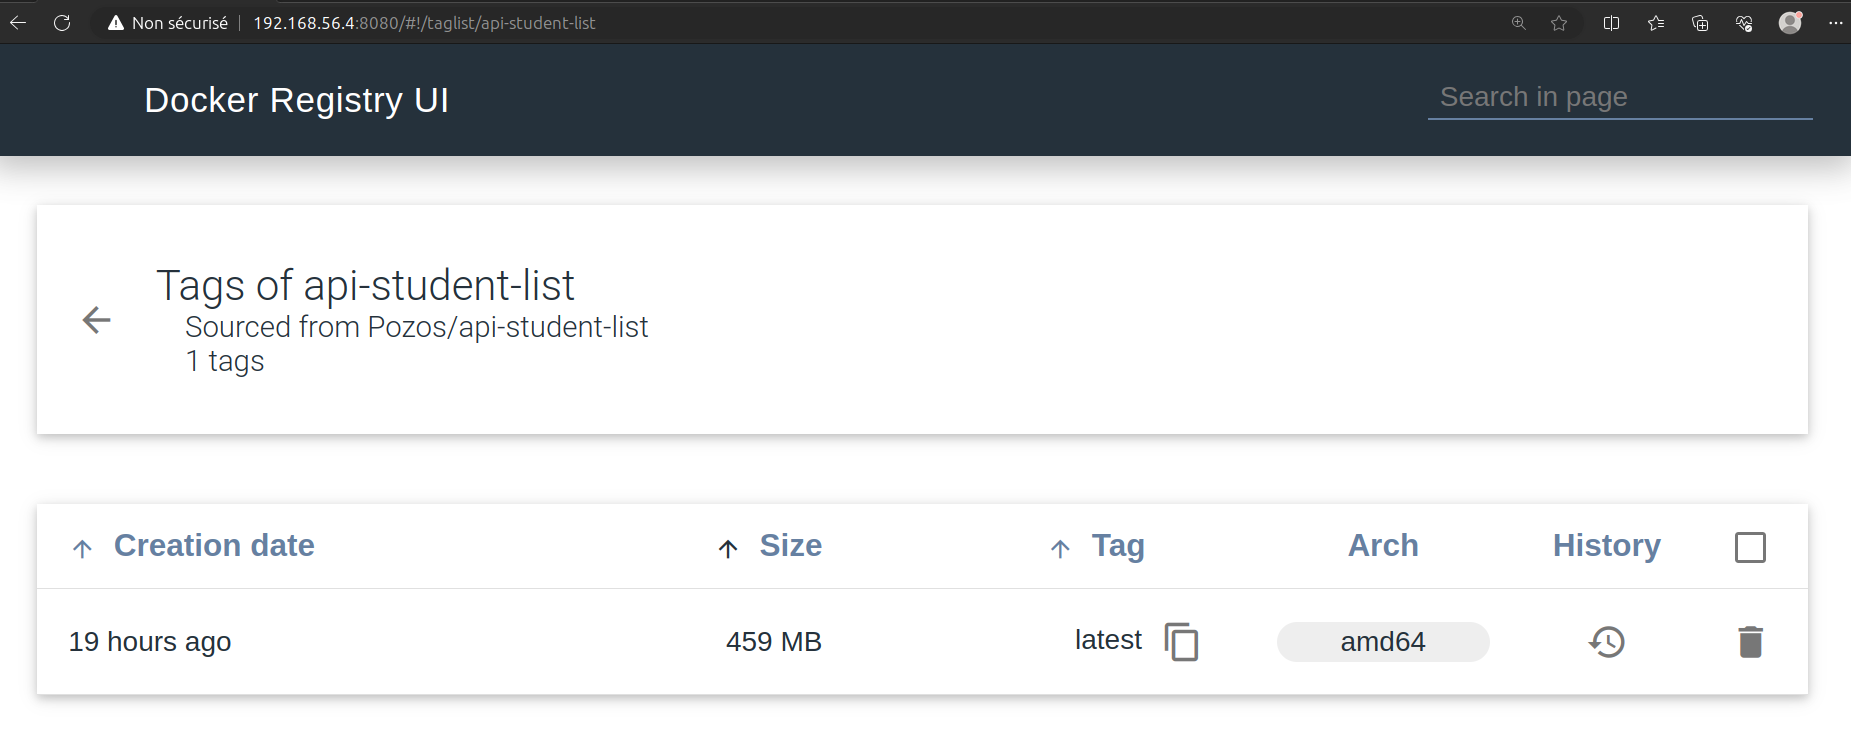 Non sécurisé 192.168.56.4:8080/#!/taglist/api-student-list
Docker Registry UI
Search in page
Tags of api-student-list
Sourced from Pozos/api-student-list
1 tags
Creation date Size Tag Arch History
19 hours ago 459 MB latest amd64